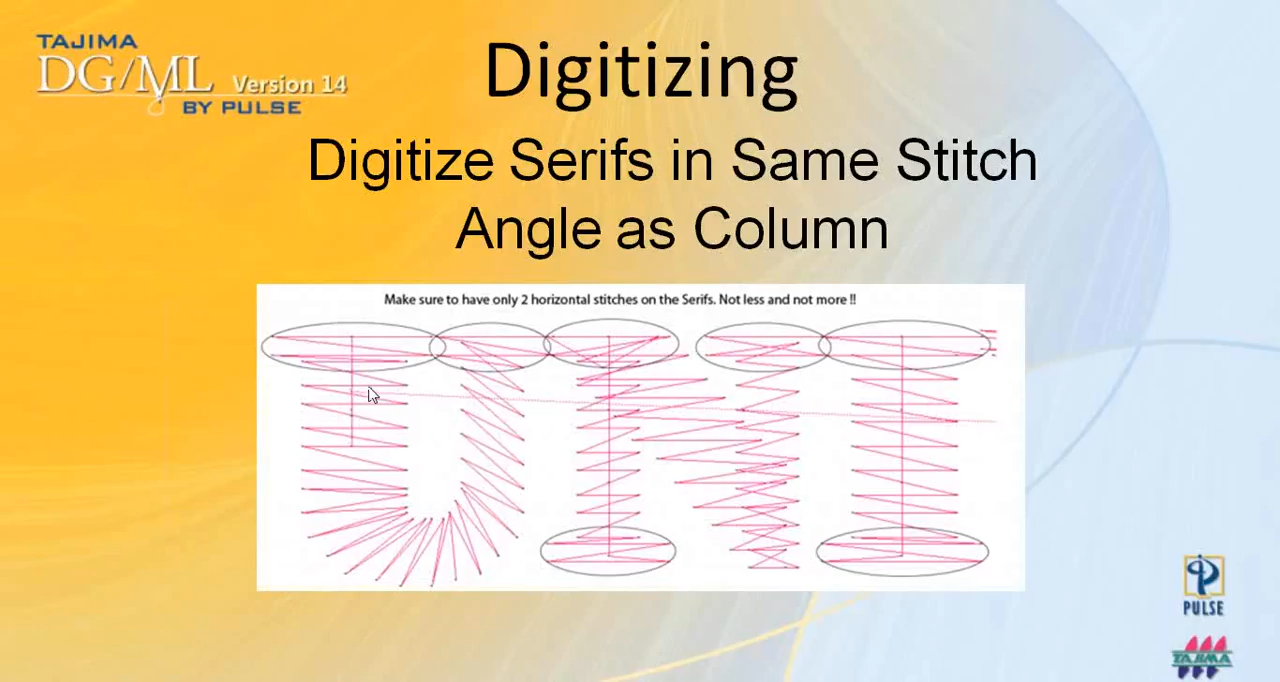 TAJIMA
DG/ML Version 14
BY PULSE
Digitizing
Digitize Serifs in Same Stitch
Angle as Column
Make sure to have only 2 horizontal stitches on the Serifs. Not less and not more !!
UNI
PULSE
TAJIMA